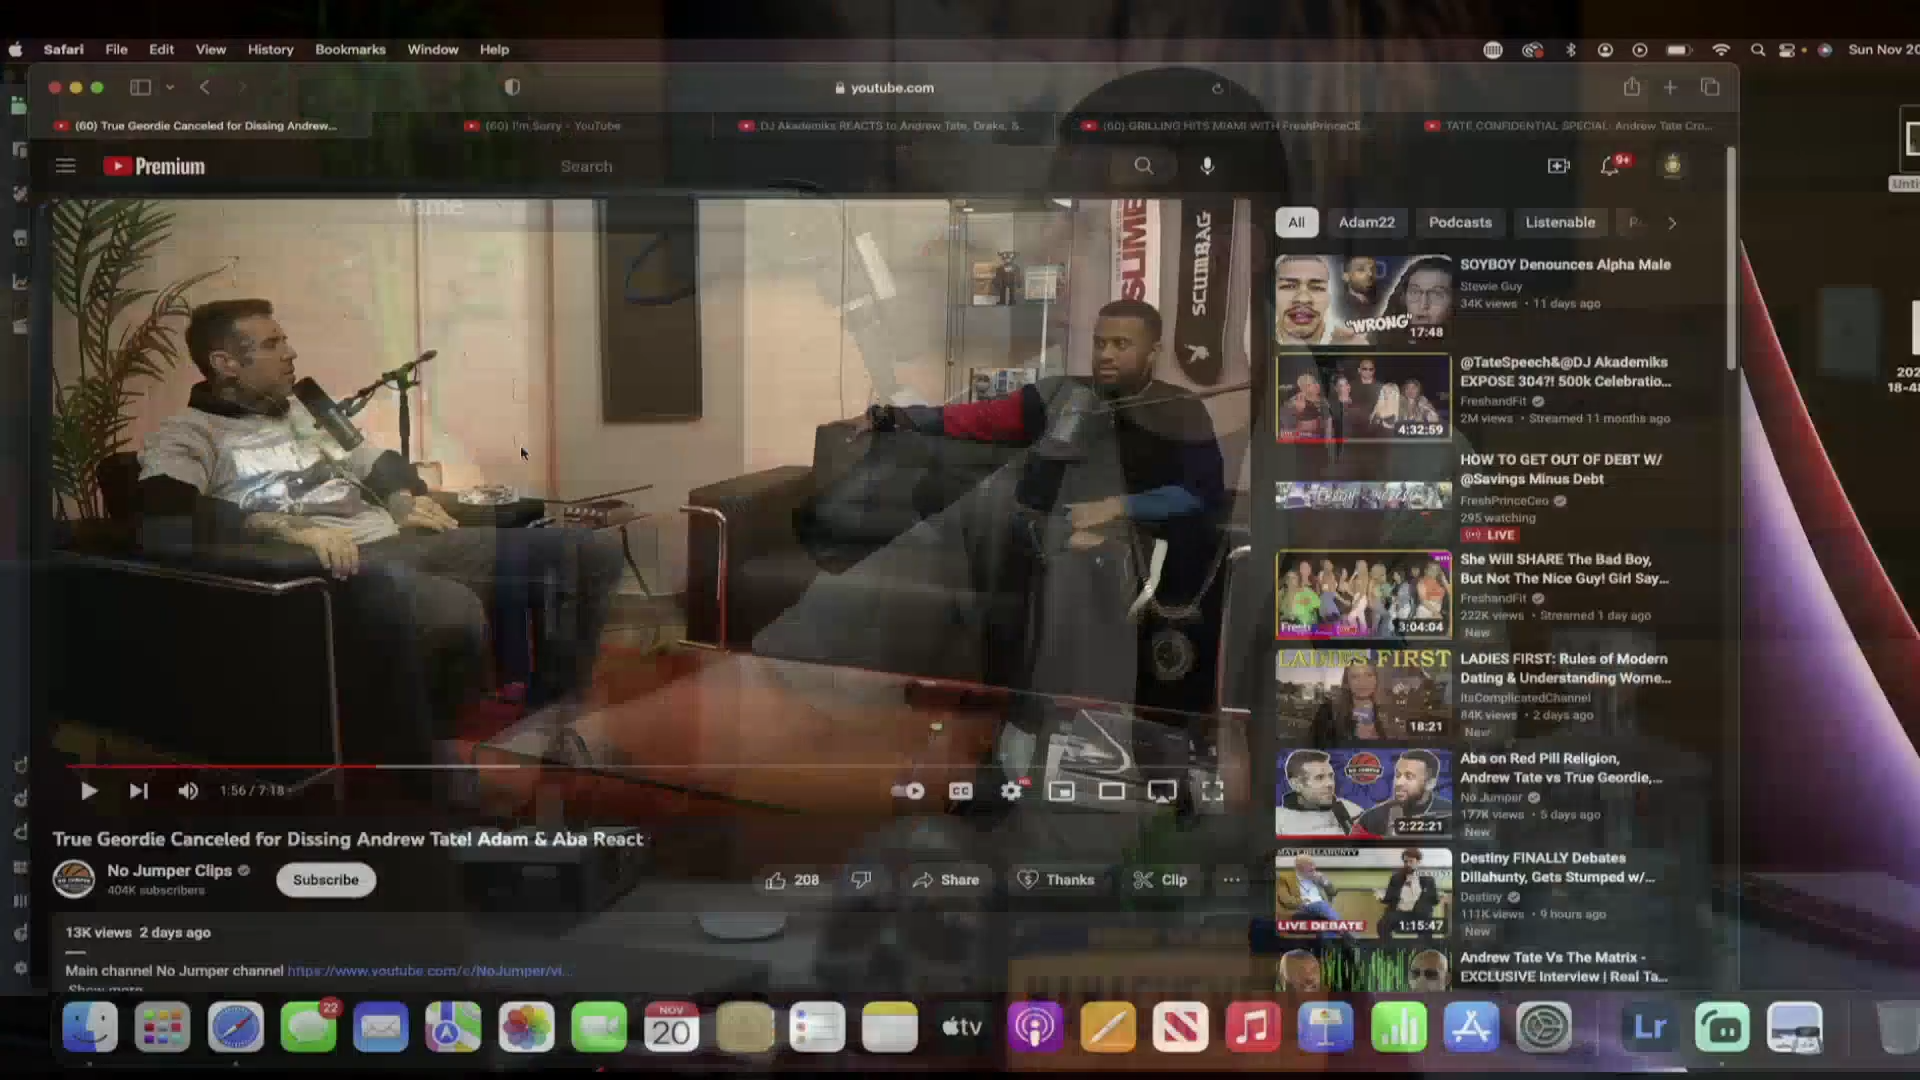 Safari File Edit View History Bookmarks Window Help
Sun Nov 20
youtube.com
(60) True Geordie Canceled for Dissing Andrew...
(60) I'm Sorry - YouTube
DJ Akademiks REACTS to Andrew Tate, Drake, &...
(60) GRILLING HITS MIAMI WITH FreshPrinceCE...
TATE CONFIDENTIAL SPECIAL: Andrew Tate Cro...
Premium
Search
9+
frame
SCUMBAG
All
Adam22
Podcasts
Listenable
SOYBOY Denounces Alpha Male
Stewie Guy
34K views • 11 days ago
"WRONG"
17:48
@TateSpeech&@DJ Akademiks
EXPOSE 304?! 500k Celebratio...
FreshandFit
2M views • Streamed 11 months ago
4:32:59
HOW TO GET OUT OF DEBT W/
@Savings Minus Debt
FreshPrinceCeo
295 watching
LIVE
She Will SHARE The Bad Boy,
But Not The Nice Guy! Girl Say...
FreshandFit
222K views • Streamed 1 day ago
New
Fresh
3:04:04
LADIES FIRST
LADIES FIRST: Rules of Modern
Dating & Understanding Wome...
ItsComplicatedChannel
84K views • 2 days ago
New
18:21
Aba on Red Pill Religion,
Andrew Tate vs True Geordie,...
No Jumper
177K views • 5 days ago
New
2:22:21
Destiny FINALLY Debates
Dillahunty, Gets Stumped w/...
Destiny
111K views • 9 hours ago
New
LIVE DEBATE
1:15:47
Andrew Tate Vs The Matrix -
EXCLUSIVE Interview | Real Ta...
1:56 / 7:18
CC
True Geordie Canceled for Dissing Andrew Tate! Adam & Aba React
No Jumper Clips
404K subscribers
Subscribe
208
Share
Thanks
Clip
13K views 2 days ago
Main channel No Jumper channel https://www.youtube.com/c/NoJumper/vi...
Show more
22
NOV
20
tv
Lr